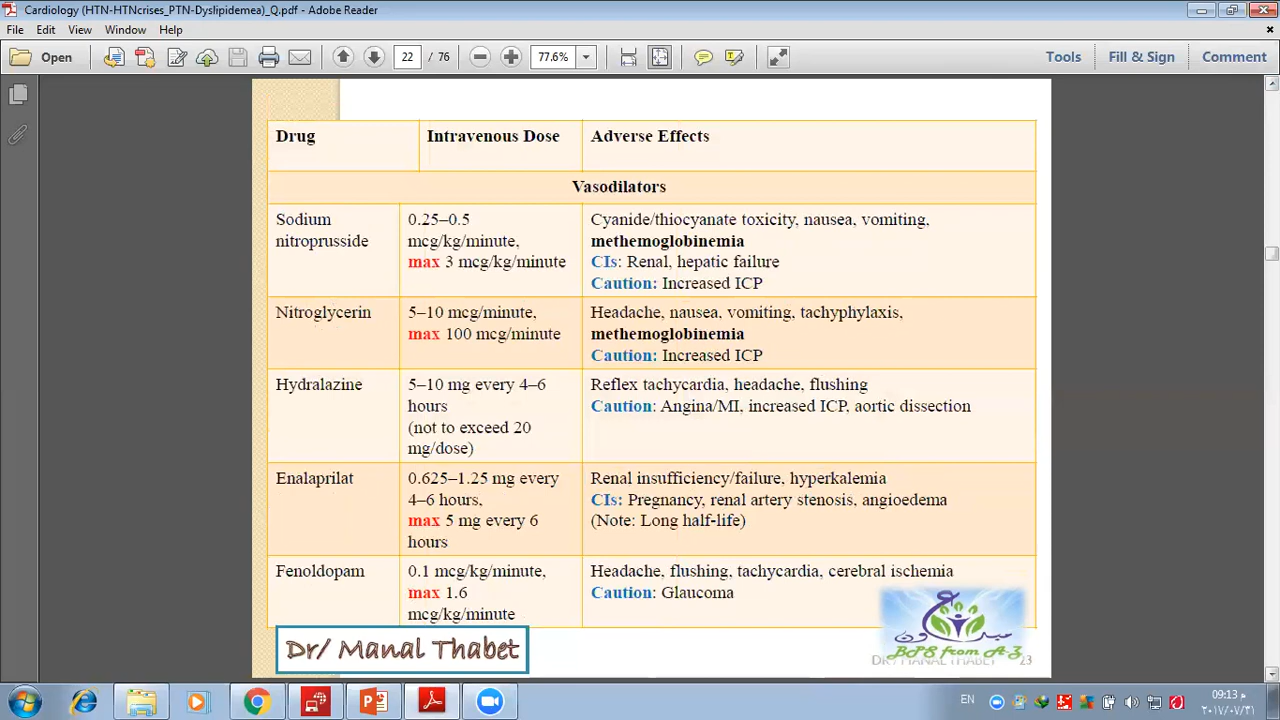 Cardiology (HTN-HTNcrises_PTN-Dyslipidemea)_Q.pdf - Adobe Reader
File Edit View Window Help
Open 22 / 76 77.6% Tools Fill & Sign Comment
Drug Intravenous Dose Adverse Effects
Vasodilators
Sodium nitroprusside
0.25–0.5
mcg/kg/minute,
max 3 mcg/kg/minute
Cyanide/thiocyanate toxicity, nausea, vomiting,
methemoglobinemia
CIs: Renal, hepatic failure
Caution: Increased ICP
Nitroglycerin
5–10 mcg/minute,
max 100 mcg/minute
Headache, nausea, vomiting, tachyphylaxis,
methemoglobinemia
Caution: Increased ICP
Hydralazine
5–10 mg every 4–6
hours
(not to exceed 20
mg/dose)
Reflex tachycardia, headache, flushing
Caution: Angina/MI, increased ICP, aortic dissection
Enalaprilat
0.625–1.25 mg every
4–6 hours,
max 5 mg every 6
hours
Renal insufficiency/failure, hyperkalemia
CIs: Pregnancy, renal artery stenosis, angioedema
(Note: Long half-life)
Fenoldopam
0.1 mcg/kg/minute,
max 1.6
mcg/kg/minute
Headache, flushing, tachycardia, cerebral ischemia
Caution: Glaucoma
Dr/ Manal Thabet
BPS from A-Z
DR/ MANAL THABET 23
EN
09:13 م
٢٠١٧/٠٧/٣١